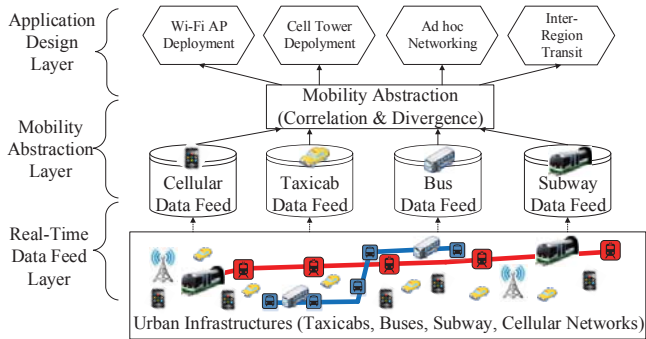 Application
Design
Layer
Wi-Fi AP
Deployment
Cell Tower
Depolyment
Ad hoc
Networking
Inter-
Region
Transit
Mobility Abstraction
(Correlation & Divergence)
Mobility
Abstraction
Layer
Cellular
Data Feed
Taxicab
Data Feed
Bus
Data Feed
Subway
Data Feed
Real-Time
Data Feed
Layer
Urban Infrastructures (Taxicabs, Buses, Subway, Cellular Networks)